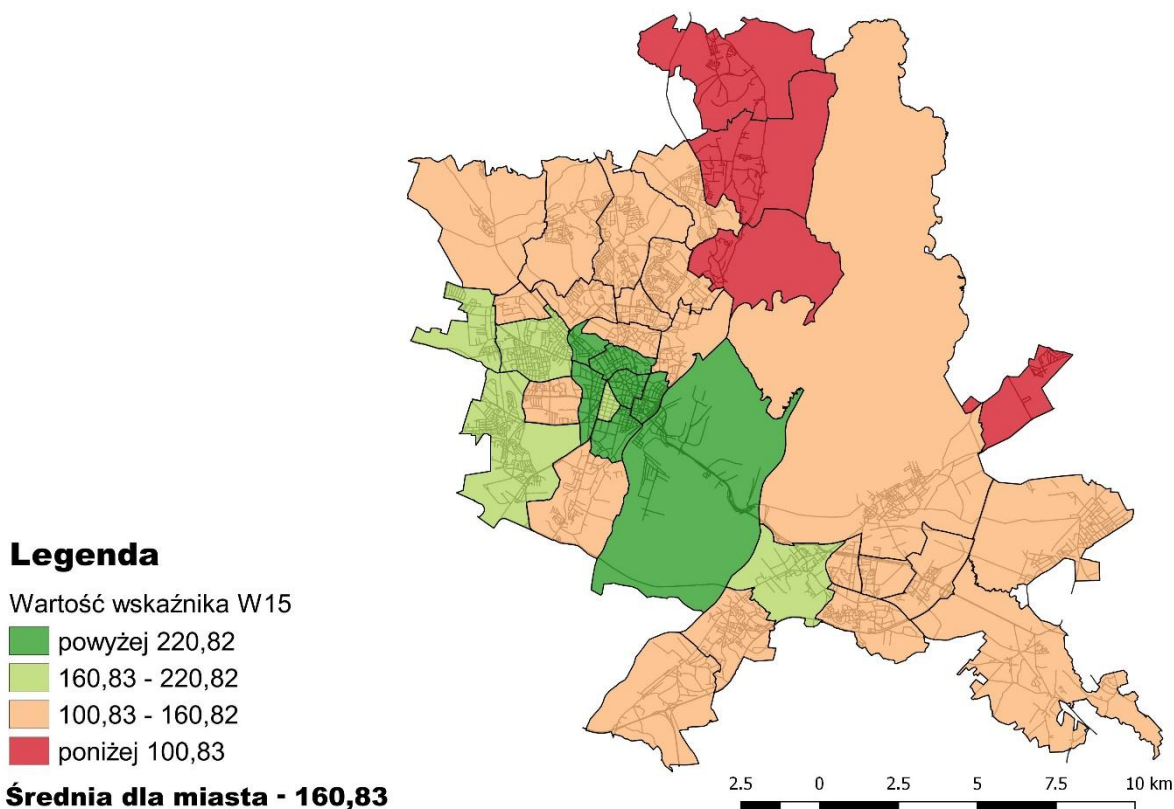 Legenda
Wartość wskaźnika W15
powyżej 220,82
160,83 - 220,82
100,83 - 160,82
poniżej 100,83
Średnia dla miasta - 160,83
2.5 0 2.5 5 7.5 10 km